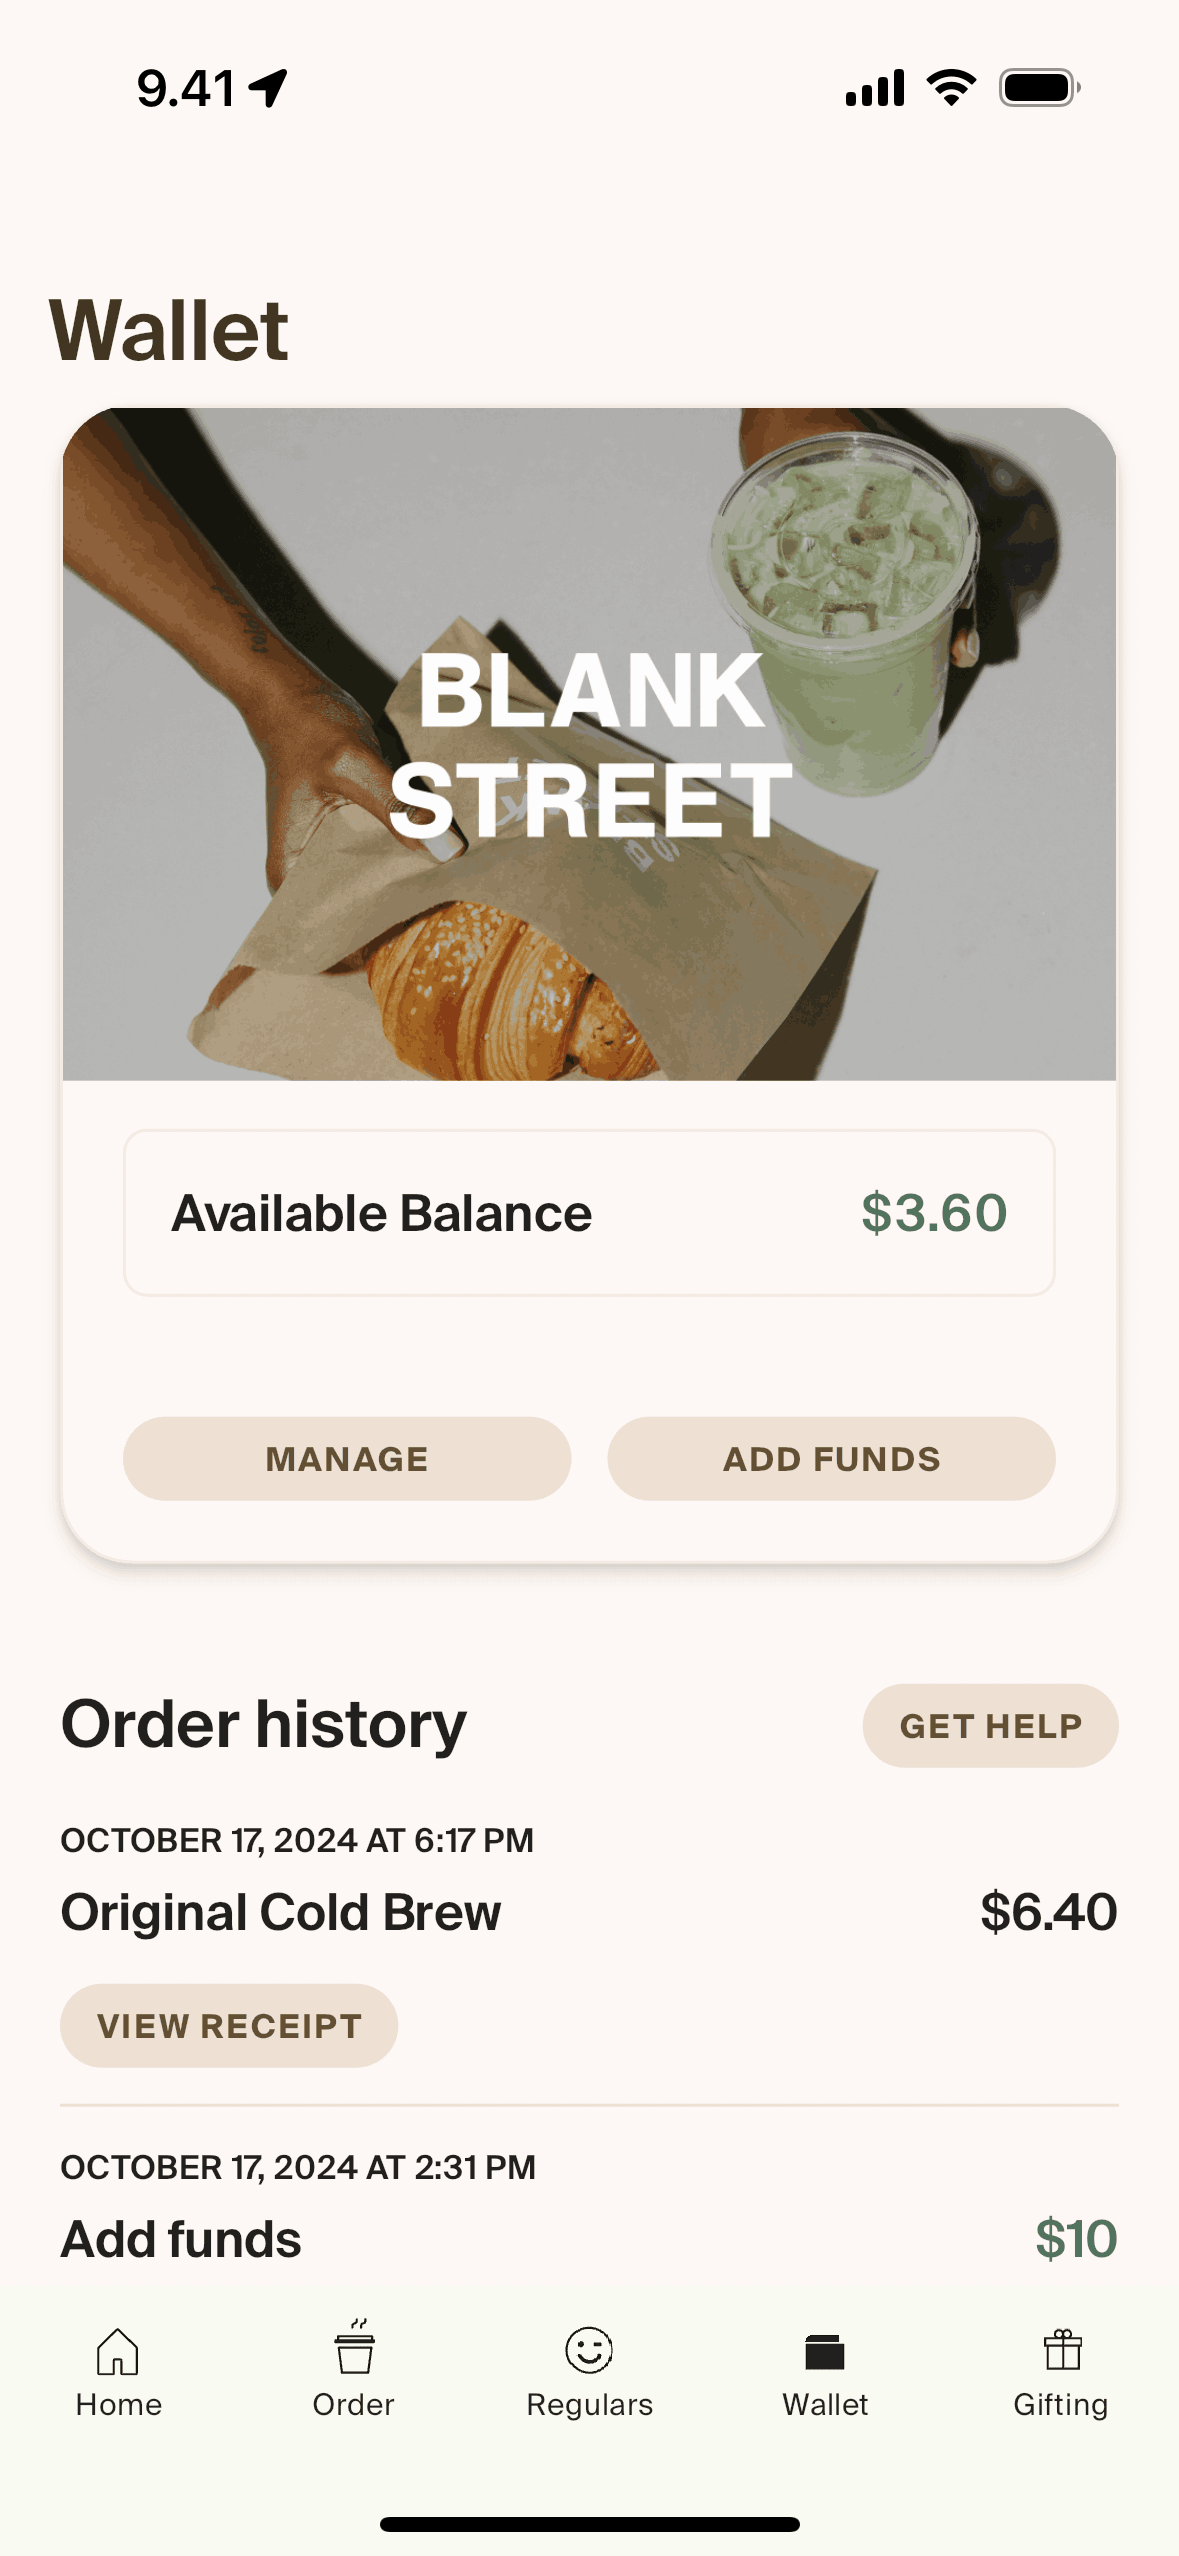 9.41
Wallet
BLANK
STREET
Available Balance
$3.60
MANAGE
ADD FUNDS
Order history
GET HELP
OCTOBER 17, 2024 AT 6:17 PM
Original Cold Brew
$6.40
VIEW RECEIPT
OCTOBER 17, 2024 AT 2:31 PM
Add funds
$10
Home
Order
Regulars
Wallet
Gifting